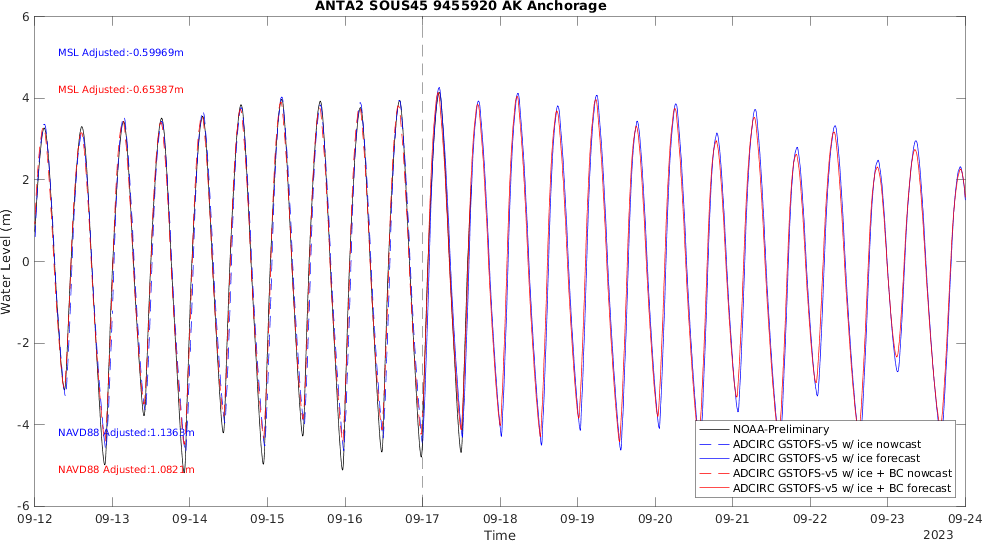 ANTA2 SOUS45 9455920 AK Anchorage
6
MSL Adjusted:-0.59969m
4
MSL Adjusted:-0.65387m
2
Water Level (m)
0
-2
-4
NAVD88 Adjusted:1.1363m
NAVD88 Adjusted:1.0821m
-6
NOAA-Preliminary
ADCIRC GSTOFS-v5 w/ ice nowcast
ADCIRC GSTOFS-v5 w/ ice forecast
ADCIRC GSTOFS-v5 w/ ice + BC nowcast
ADCIRC GSTOFS-v5 w/ ice + BC forecast
09-12 09-13 09-14 09-15 09-16 09-17 09-18 09-19 09-20 09-21 09-22 09-23 09-24
Time
2023